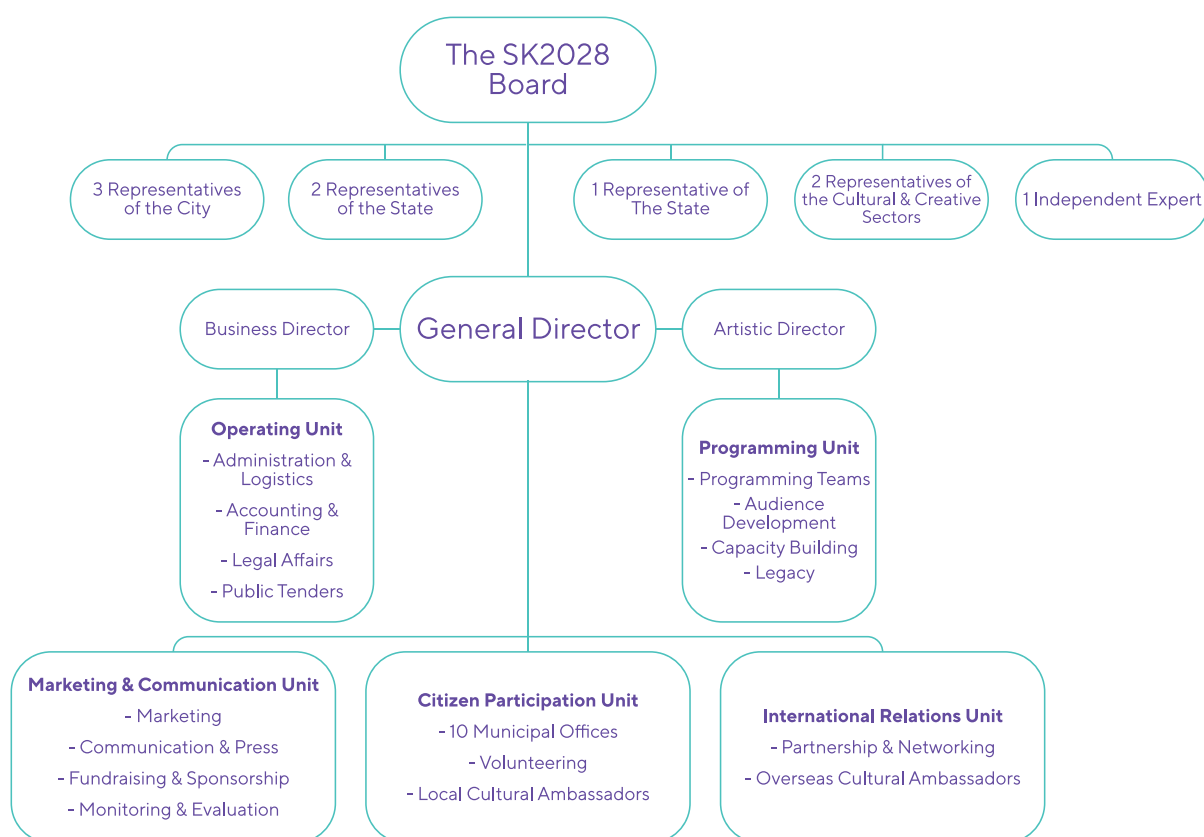 The SK2028
Board
3 Representatives
of the City
2 Representatives
of the State
1 Representative of
The State
2 Representatives of
the Cultural & Creative
Sectors
1 Independent Expert
Business Director
General Director
Artistic Director
Operating Unit
- Administration &
Logistics
- Accounting &
Finance
- Legal Affairs
- Public Tenders
Programming Unit
- Programming Teams
- Audience
Development
- Capacity Building
- Legacy
Marketing & Communication Unit
- Marketing
- Communication & Press
- Fundraising & Sponsorship
- Monitoring & Evaluation
Citizen Participation Unit
- 10 Municipal Offices
- Volunteering
- Local Cultural Ambassadors
International Relations Unit
- Partnership & Networking
- Overseas Cultural Ambassadors